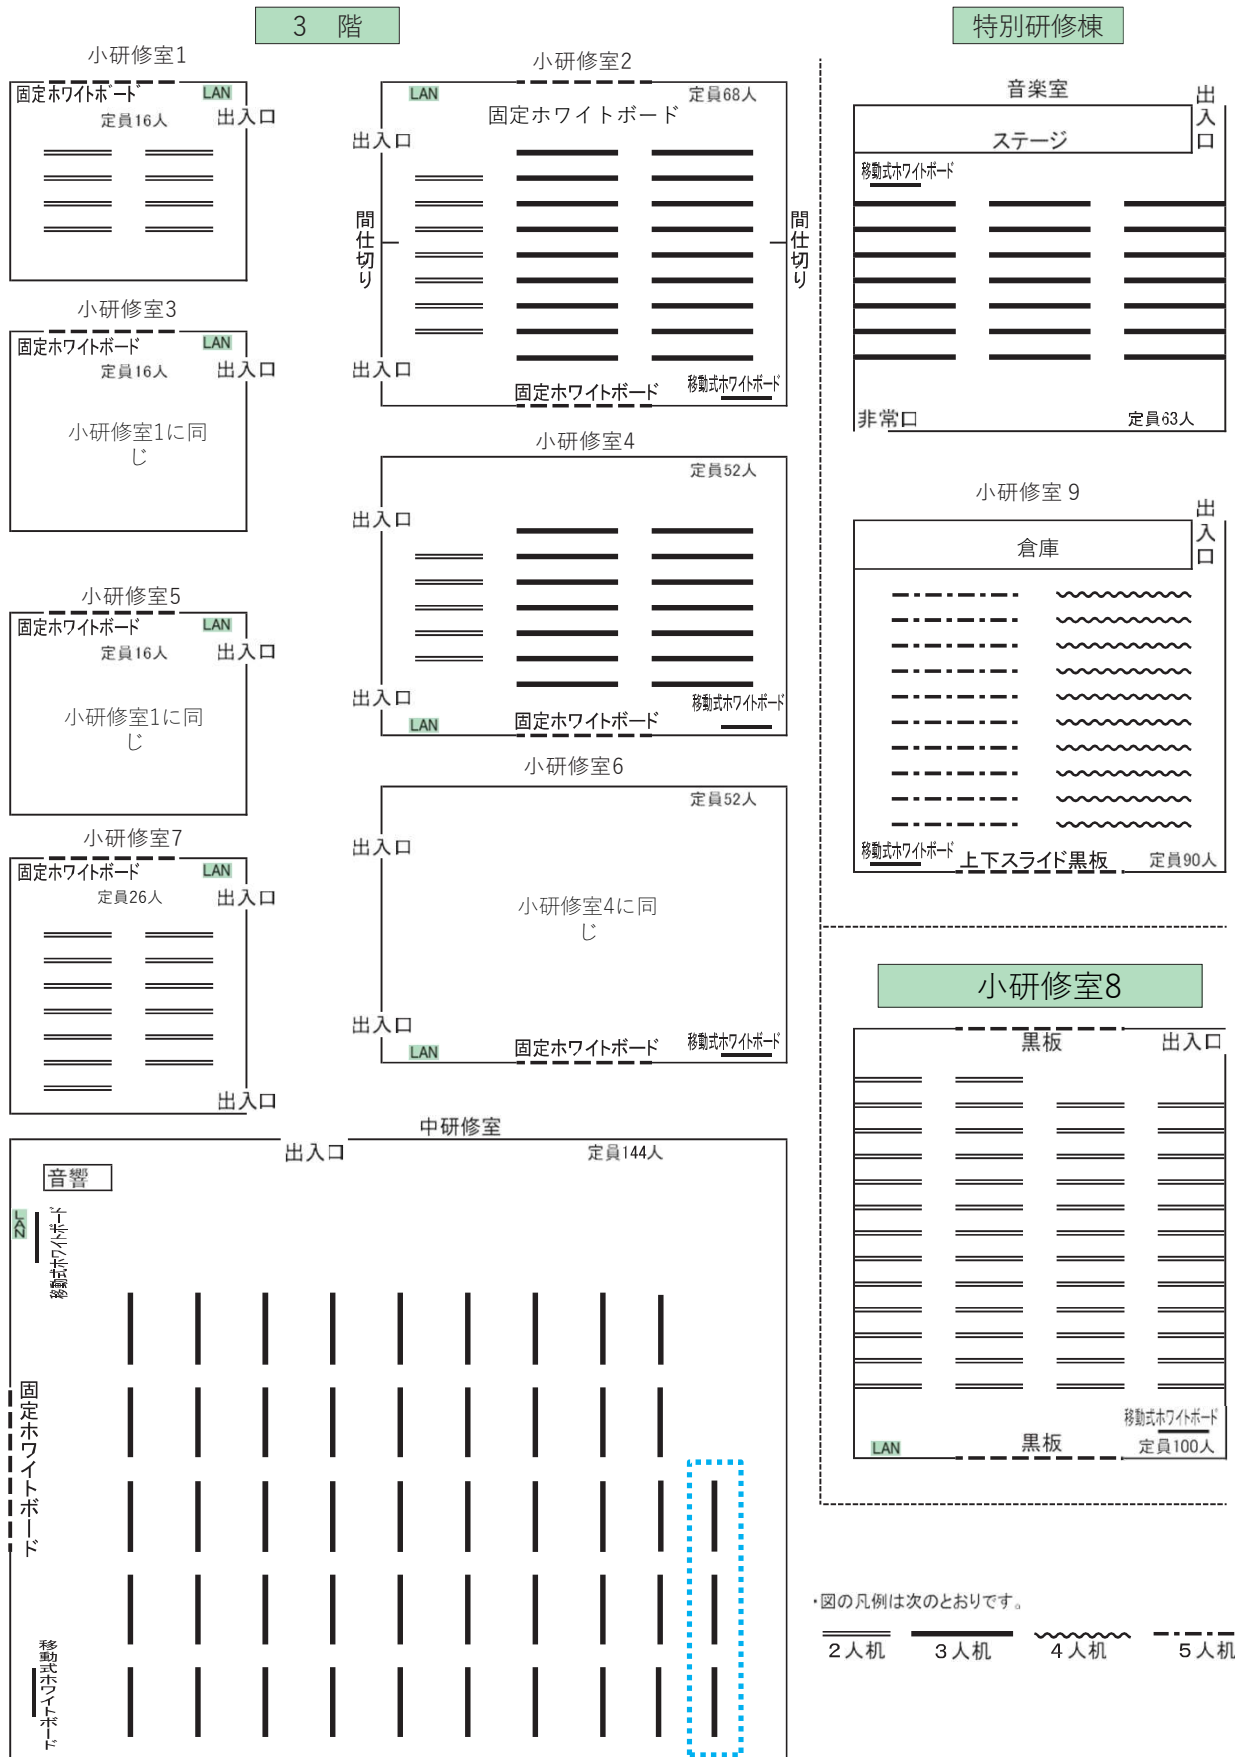 3 階
小研修室1
固定ホワイトボード
LAN
定員16人
出入口
小研修室3
固定ホワイトボード
LAN
定員16人
出入口
小研修室1に同
じ
小研修室5
固定ホワイトボード
LAN
定員16人
出入口
小研修室1に同
じ
小研修室7
固定ホワイトボード
LAN
定員26人
出入口
出入口
小研修室2
LAN
定員68人
固定ホワイトボード
出入口
間仕切り
間仕切り
出入口
固定ホワイトボード
移動式ホワイトボード
小研修室4
定員52人
出入口
出入口
移動式ホワイトボード
LAN
固定ホワイトボード
小研修室6
定員52人
出入口
小研修室4に同
じ
出入口
LAN
固定ホワイトボード
移動式ホワイトボード
中研修室
出入口
定員144人
音響
LAN
移動式ホワイトボード
固定ホワイトボード
移動式ホワイトボード
特別研修棟
音楽室
出入口
ステージ
移動式ホワイトボード
非常口
定員63人
小研修室 9
出入口
倉庫
移動式ホワイトボード
上下スライド黒板
定員90人
小研修室8
黒板
出入口
移動式ホワイトボード
LAN
黒板
定員100人
・図の凡例は次のとおりです。
2人机
3人机
4人机
5人机